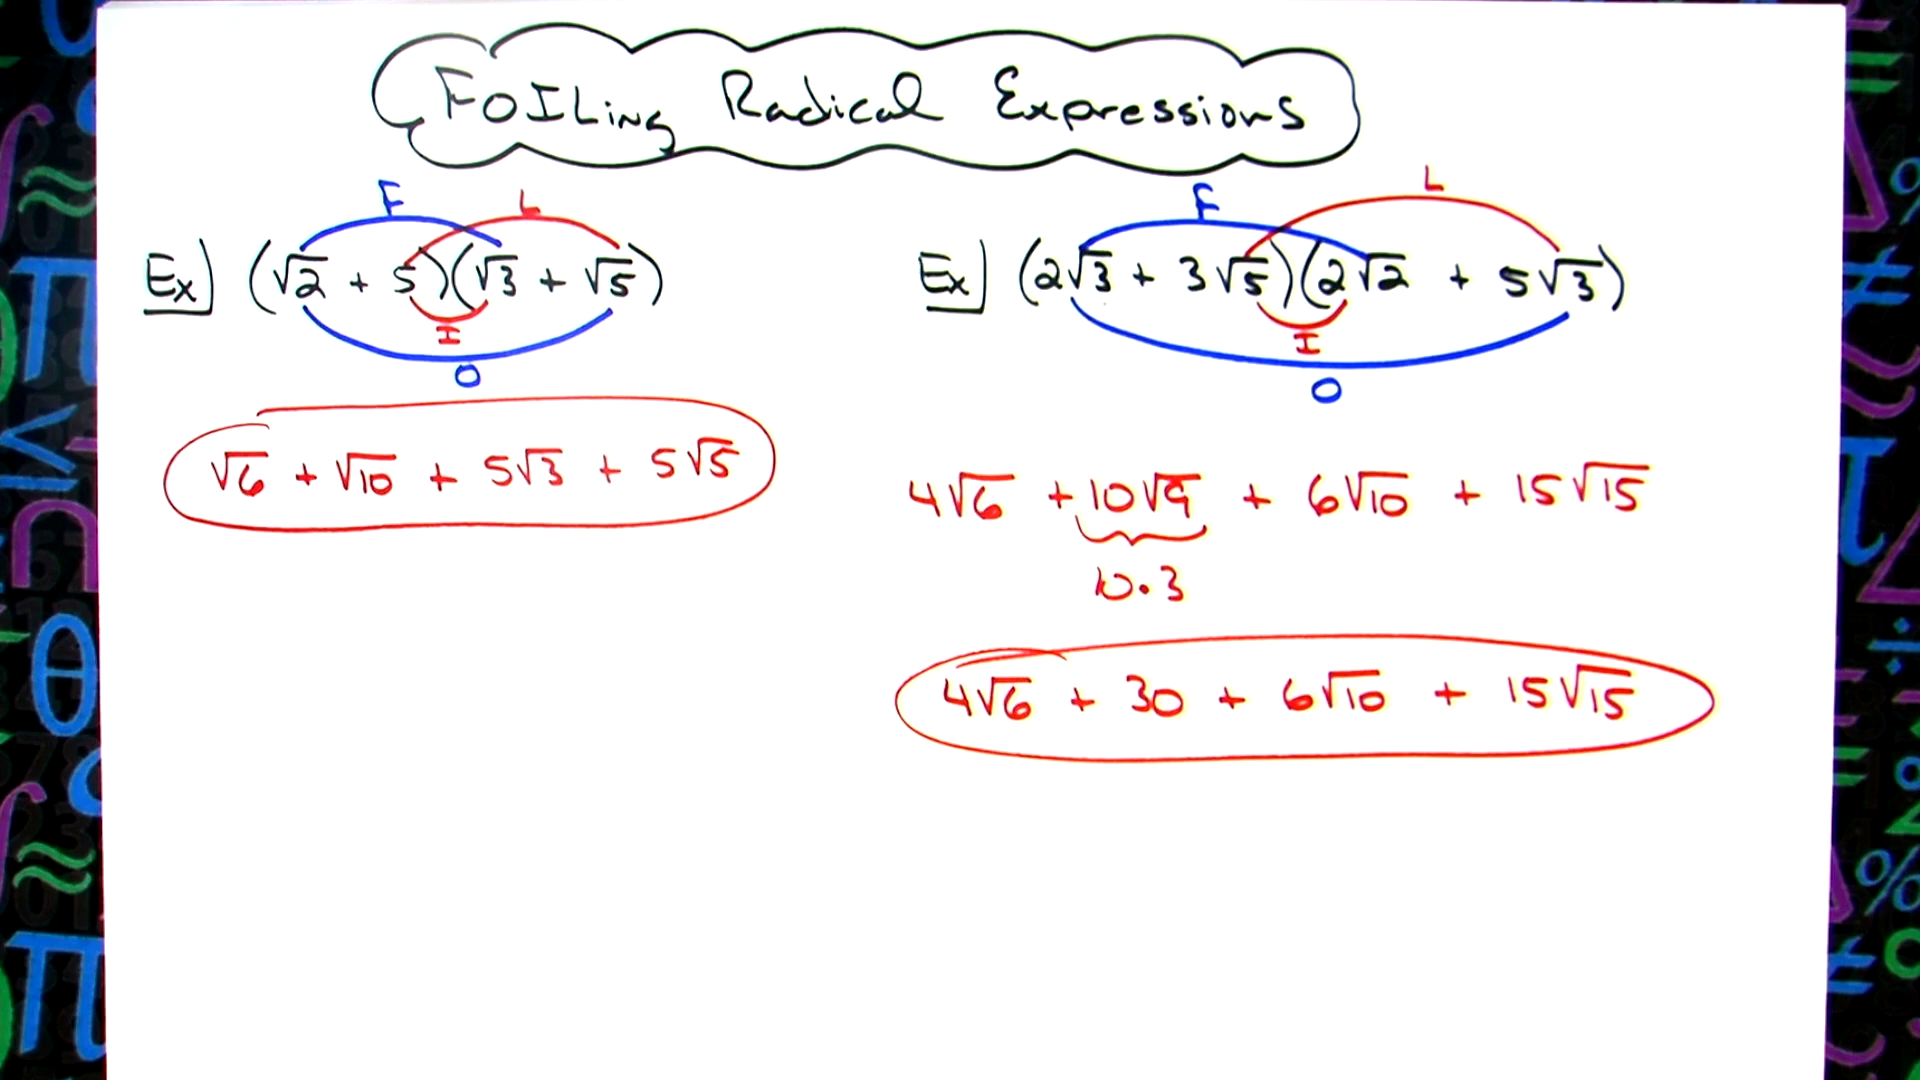 FOILing Radical Expressions
F L
Ex) (√2 + 5)(√3 + √5)
I
O
√6 + √10 + 5√3 + 5√5
F L
Ex) (2√3 + 3√5)(2√2 + 5√3)
I
O
4√6 + 10√9 + 6√10 + 15√15
10·3
4√6 + 30 + 6√10 + 15√15